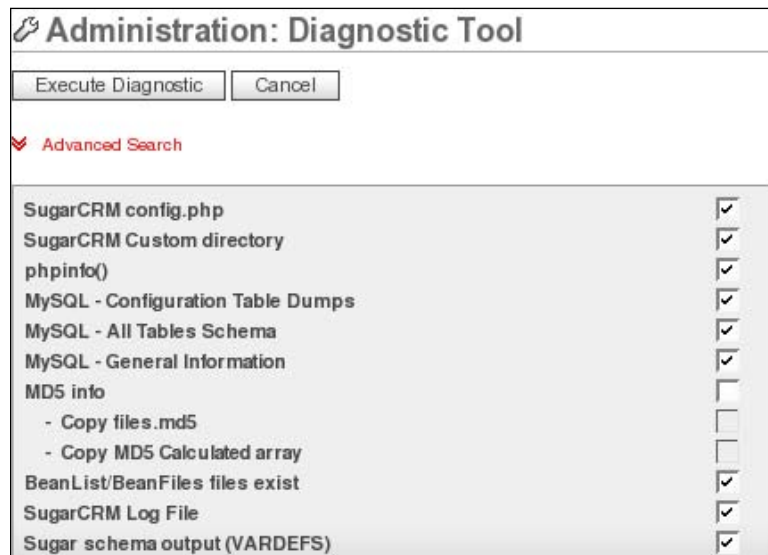 Administration: Diagnostic Tool
Execute Diagnostic Cancel
Advanced Search
SugarCRM config.php
SugarCRM Custom directory
phpinfo()
MySQL - Configuration Table Dumps
MySQL - All Tables Schema
MySQL - General Information
MD5 info
- Copy files.md5
- Copy MD5 Calculated array
BeanList/BeanFiles files exist
SugarCRM Log File
Sugar schema output (VARDEFS)